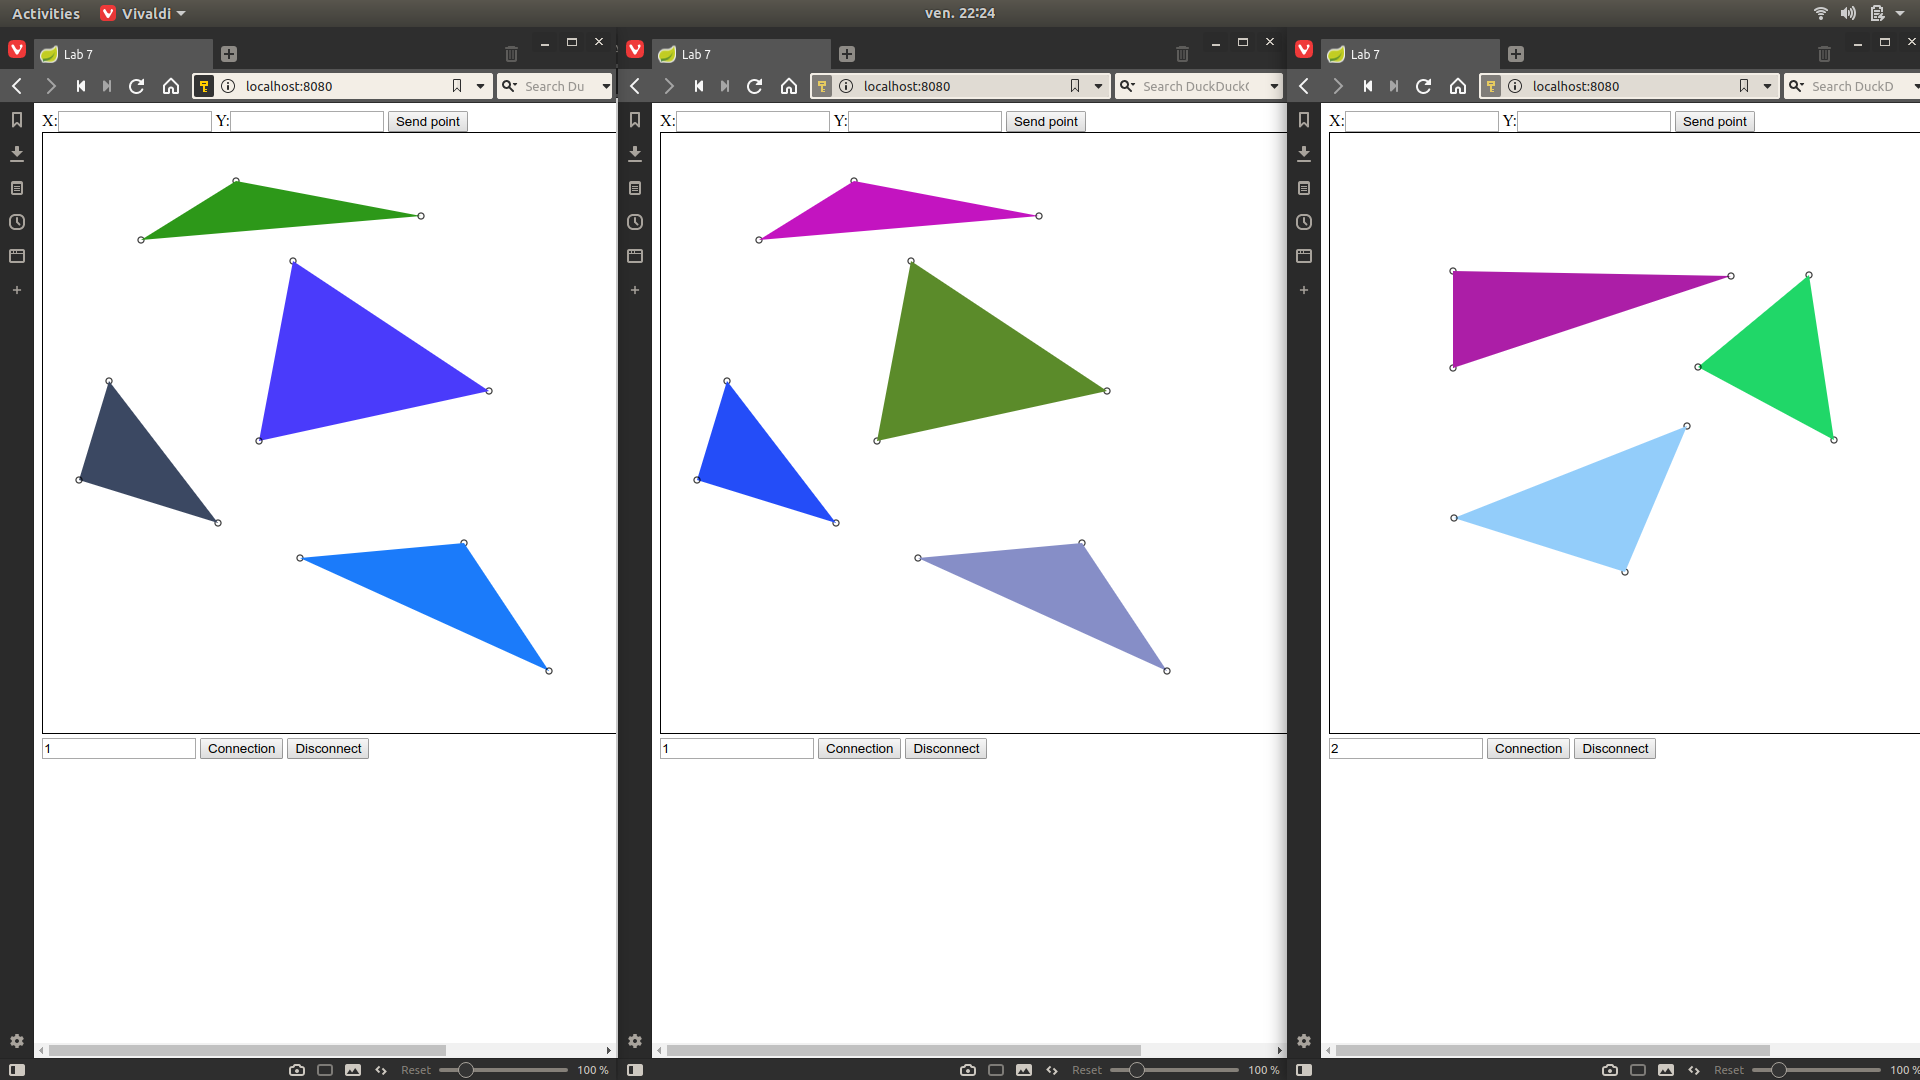 Activities Vivaldi ven. 22:24
Lab 7
localhost:8080 Search Du
X: Y: Send point
1 Connection Disconnect
Reset 100 %
Lab 7
localhost:8080 Search DuckDuckG
X: Y: Send point
1 Connection Disconnect
Reset 100 %
Lab 7
localhost:8080 Search DuckD
X: Y: Send point
2 Connection Disconnect
Reset 100 %